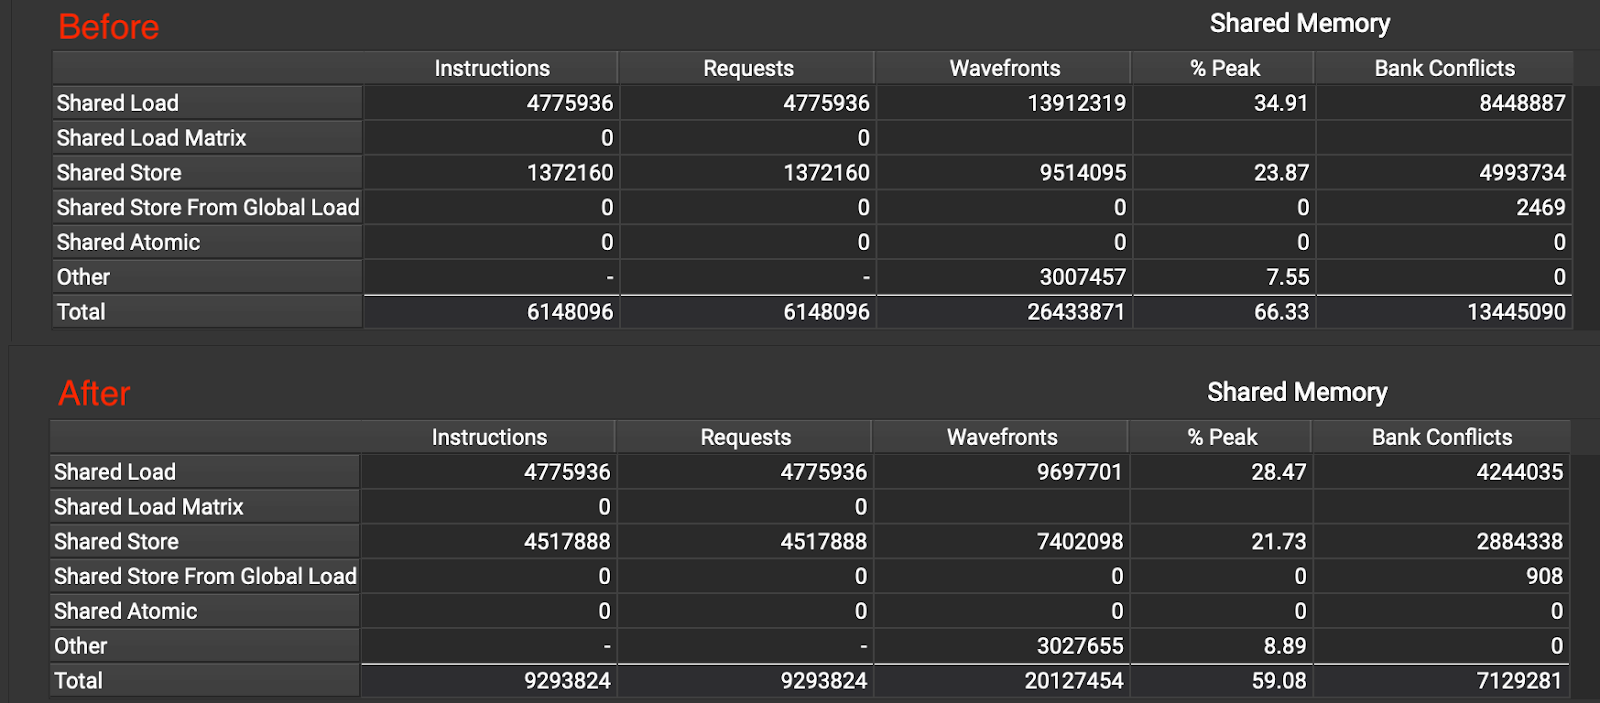 Before
Shared Memory
Instructions Requests Wavefronts % Peak Bank Conflicts
Shared Load 4775936 4775936 13912319 34.91 8448887
Shared Load Matrix 0 0
Shared Store 1372160 1372160 9514095 23.87 4993734
Shared Store From Global Load 0 0 0 0 2469
Shared Atomic 0 0 0 0 0
Other - - 3007457 7.55 0
Total 6148096 6148096 26433871 66.33 13445090
After
Shared Memory
Instructions Requests Wavefronts % Peak Bank Conflicts
Shared Load 4775936 4775936 9697701 28.47 4244035
Shared Load Matrix 0 0
Shared Store 4517888 4517888 7402098 21.73 2884338
Shared Store From Global Load 0 0 0 0 908
Shared Atomic 0 0 0 0 0
Other - - 3027655 8.89 0
Total 9293824 9293824 20127454 59.08 7129281